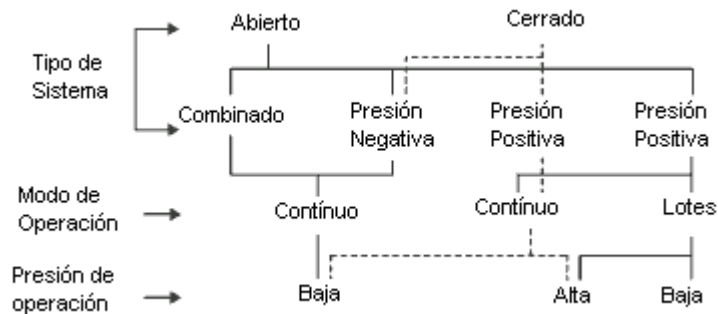 Abierto
Cerrado
Tipo de
Sistema
Combinado
Presión
Negativa
Presión
Positiva
Presión
Positiva
Modo de
Operación
Contínuo
Contínuo
Lotes
Presión de
operación
Baja
Alta
Baja